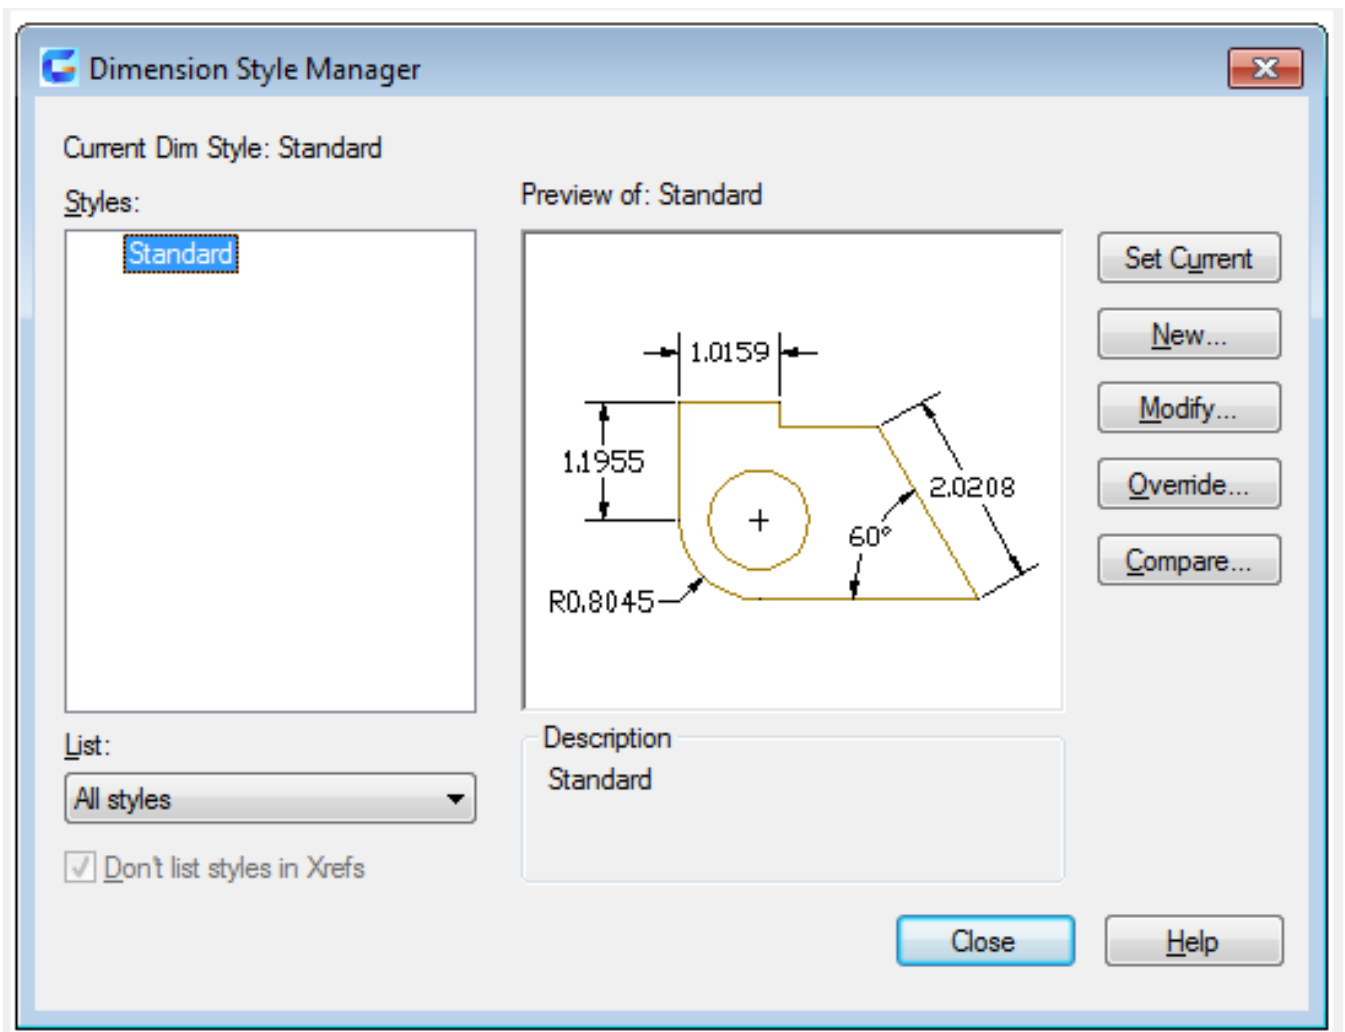 Dimension Style Manager
Current Dim Style: Standard
Styles:
Preview of: Standard
Standard
Set Current
New...
Modify...
Override...
Compare...
1.0159
1.1955
2.0208
60°
R0.8045
List:
All styles
Don't list styles in Xrefs
Description
Standard
Close
Help